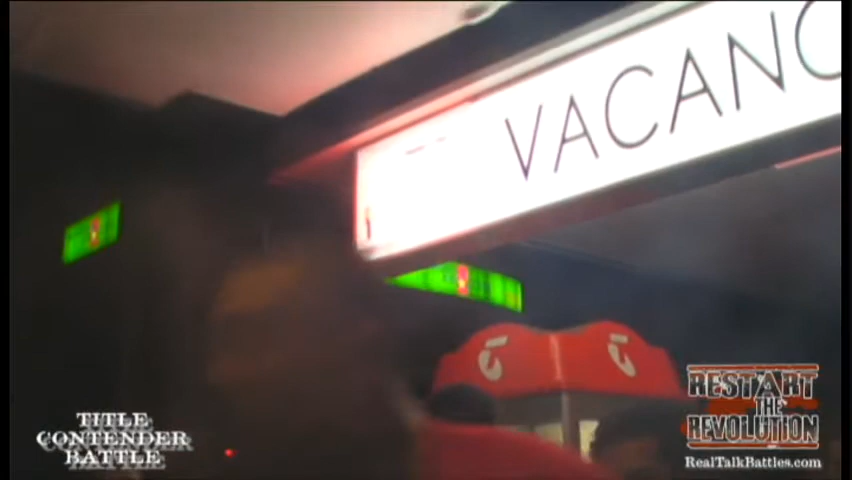 VACANC
TITLE
CONTENDER
BATTLE
RESTART
THE
REVOLUTION
RealTalkBattles.com